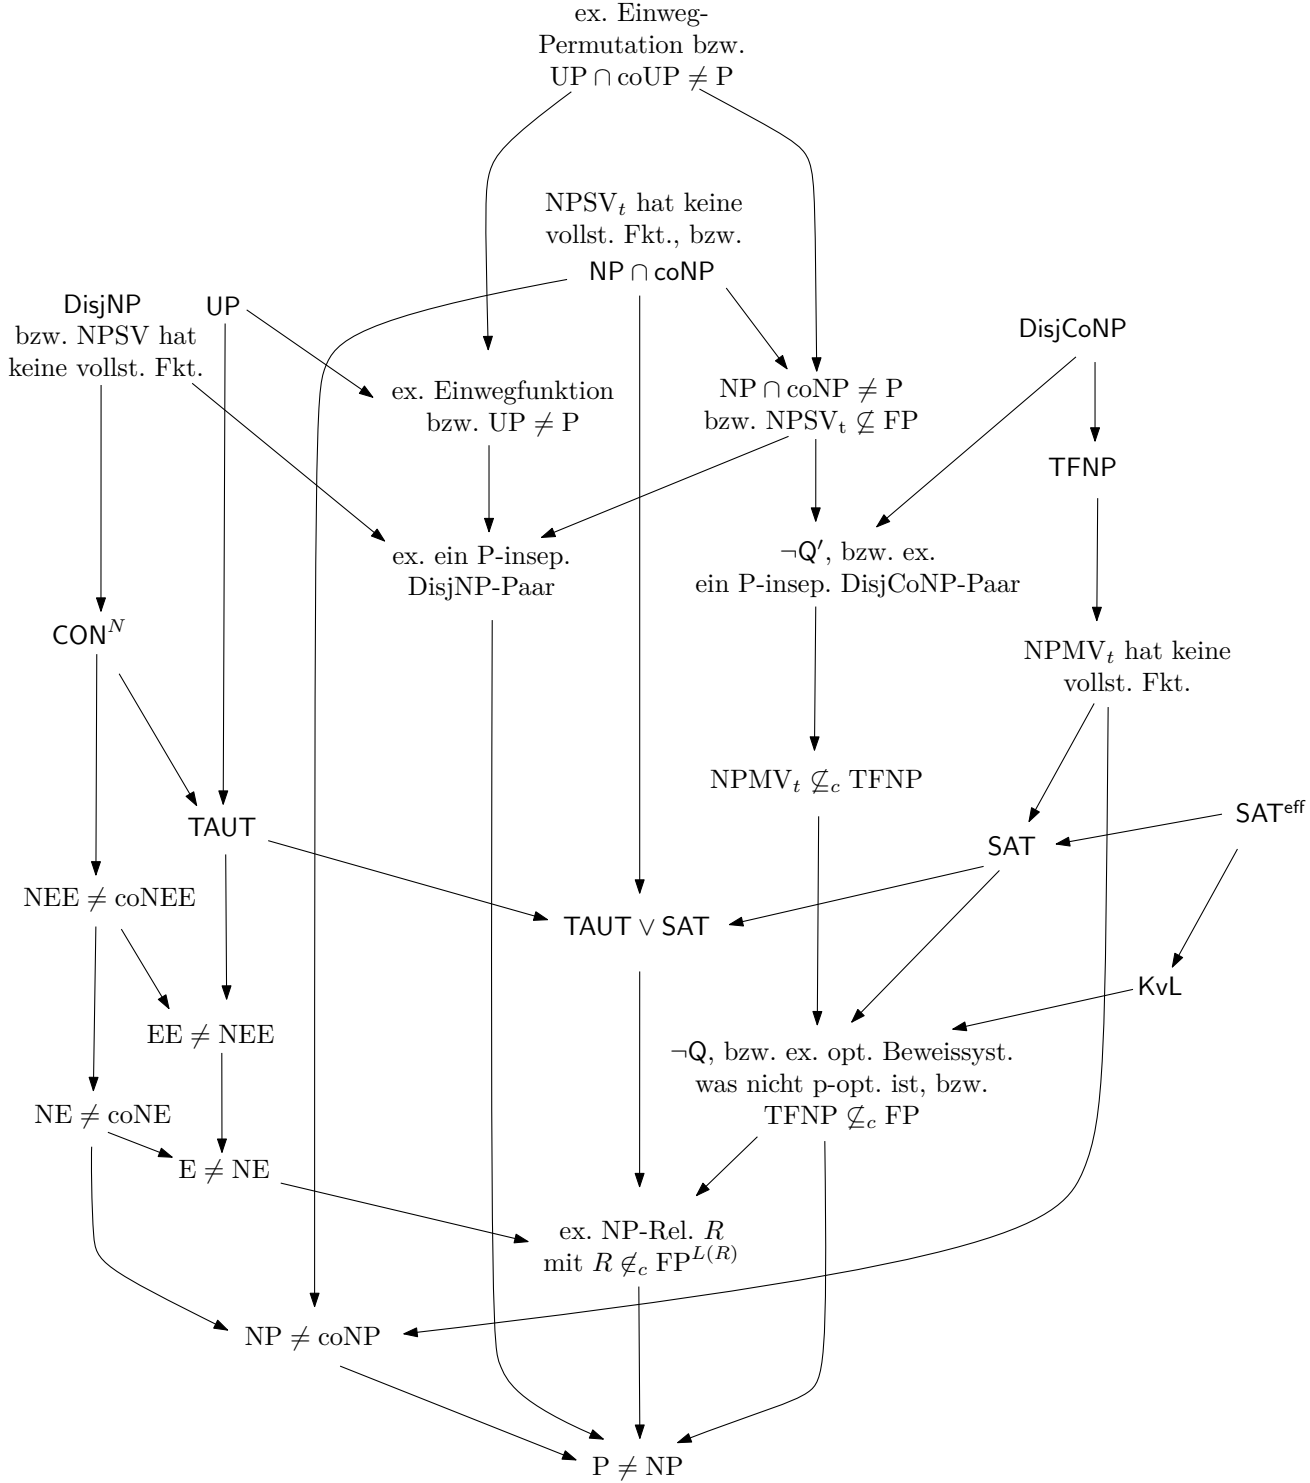 ex. Einweg-
Permutation bzw.
UP ∩ coUP ≠ P
NPSV_t hat keine
vollst. Fkt., bzw.
NP ∩ coNP
DisjNP
bzw. NPSV hat
keine vollst. Fkt.
UP
DisjCoNP
ex. Einwegfunktion
bzw. UP ≠ P
NP ∩ coNP ≠ P
bzw. NPSV_t ⊈ FP
TFNP
ex. ein P-insep.
DisjNP-Paar
¬Q′, bzw. ex.
ein P-insep. DisjCoNP-Paar
CON^N
NPMV_t hat keine
vollst. Fkt.
NPMV_t ⊈_c TFNP
TAUT
SAT
SAT^eff
NEE ≠ coNEE
TAUT ∨ SAT
KvL
EE ≠ NEE
¬Q, bzw. ex. opt. Beweissyst.
was nicht p-opt. ist, bzw.
TFNP ⊈_c FP
NE ≠ coNE
E ≠ NE
ex. NP-Rel. R
mit R ∉_c FP^L(R)
NP ≠ coNP
P ≠ NP